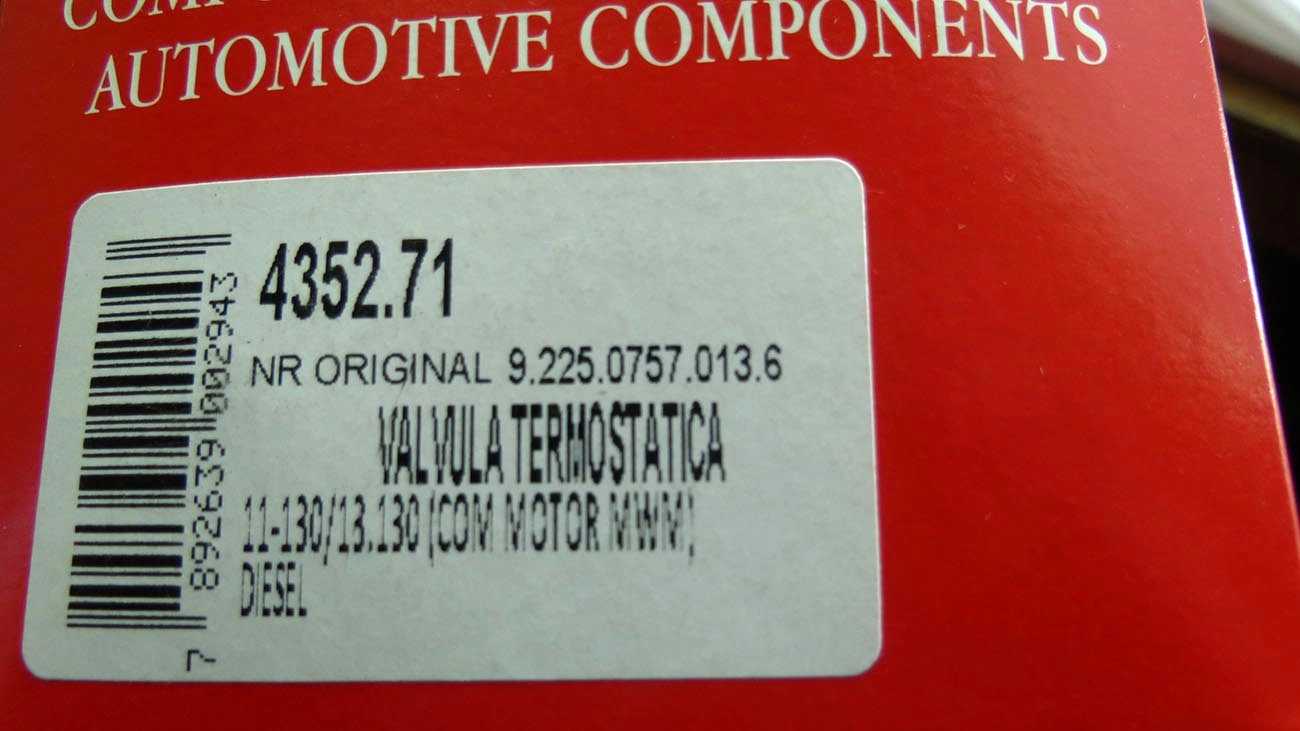 AUTOMOTIVE COMPONENTS
4352.71
NR ORIGINAL 9.225.0757.013.6
VALVULA TERMOSTATICA
11-130/13.130 (COM MOTOR MWM)
DIESEL
7 892639 002943